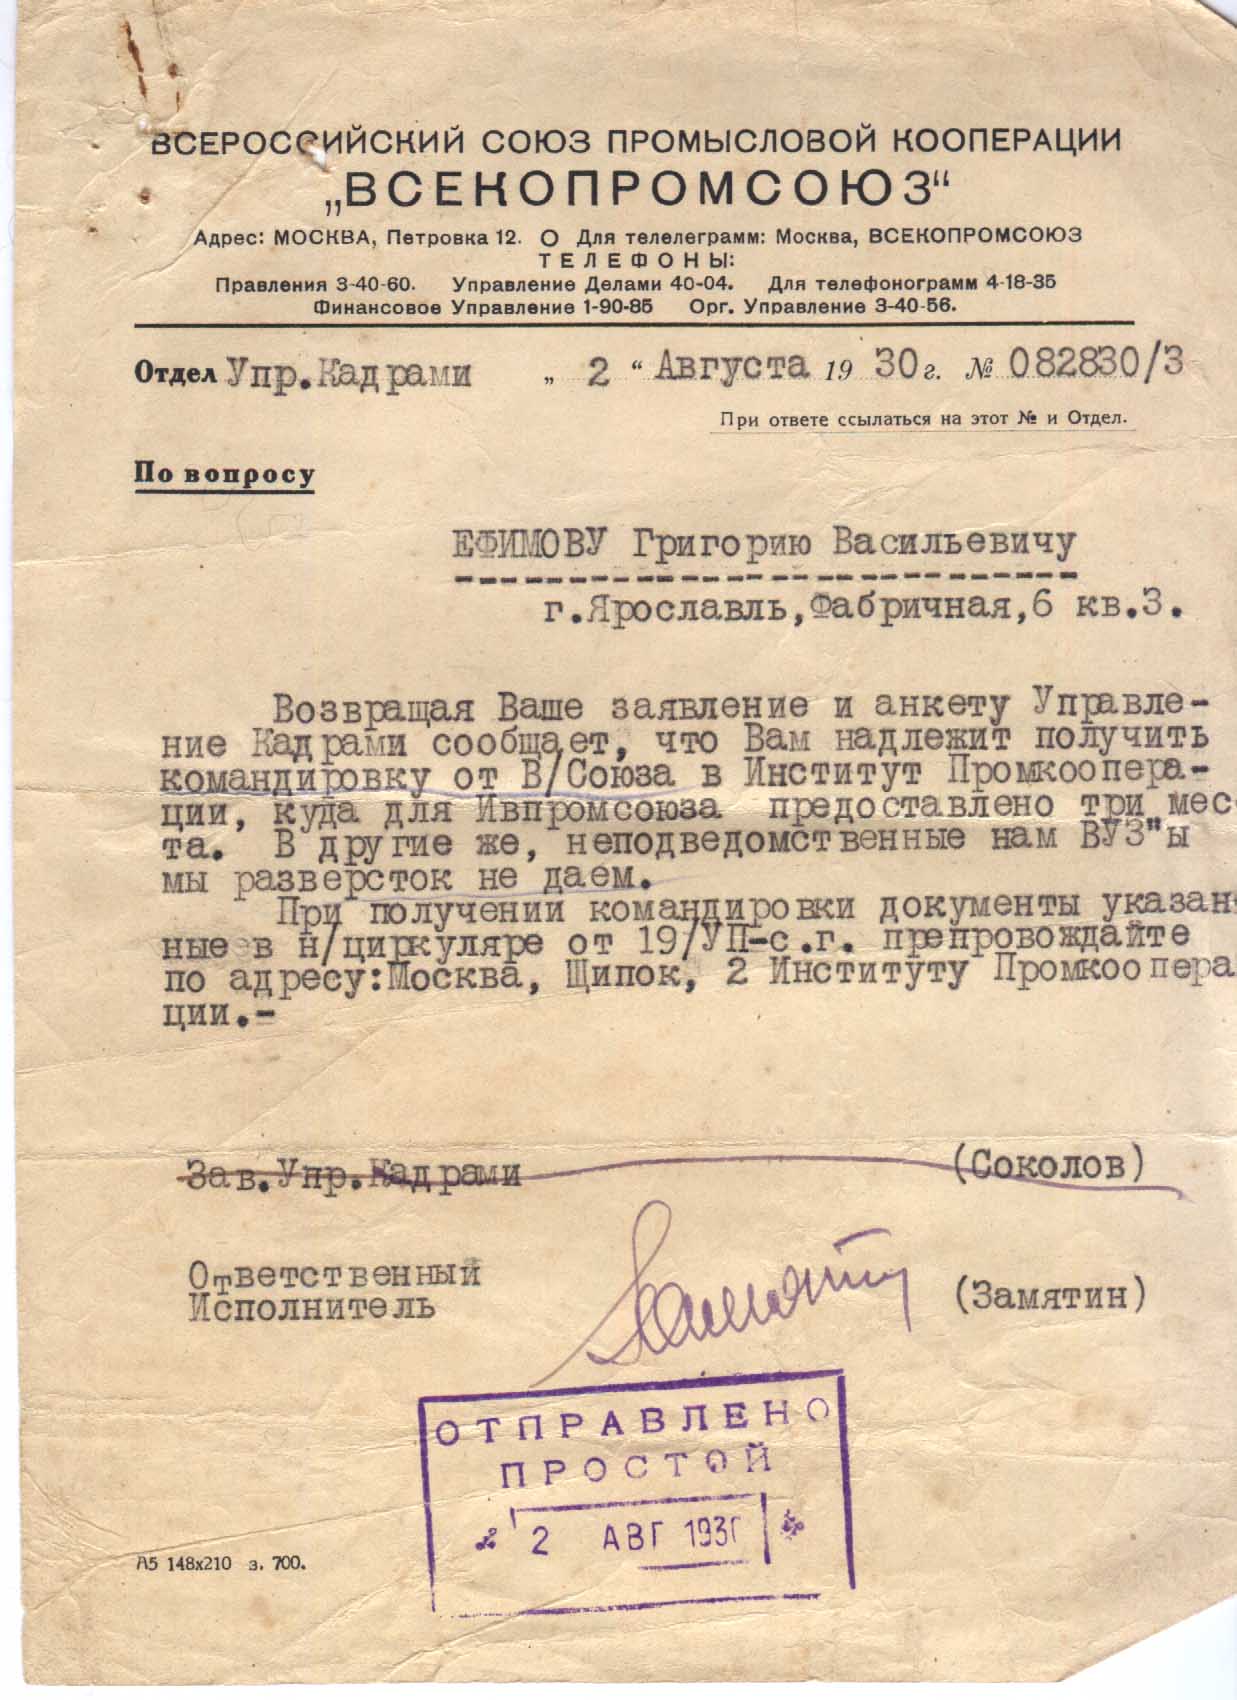 ВСЕРОССИЙСКИЙ СОЮЗ ПРОМЫСЛОВОЙ КООПЕРАЦИИ
„ВСЕКОПРОМСОЮЗ“
Адрес: МОСКВА, Петровка 12. О Для телелеграмм: Москва, ВСЕКОПРОМСОЮЗ
ТЕЛЕФОНЫ:
Правления 3-40-60. Управление Делами 40-04. Для телефонограмм 4-18-35
Финансовое Управление 1-90-85 Орг. Управление 3-40-56.
Отдел Упр.Кадрами „ 2 “ Августа 19 30 г. № 082830/3
При ответе ссылаться на этот № и Отдел.
По вопросу
ЕФИМОВУ Григорию Васильевичу
г.Ярославль,Фабричная,6 кв.3.
Возвращая Ваше заявление и анкету Управле-
ние Кадрами сообщает, что Вам надлежит получить
командировку от В/Союза в Институт Промкоопера-
ции, куда для Ивпромсоюза предоставлено три мес-
та. В другие же, неподведомственные нам ВУЗ"ы
мы разверсток не даем.
При получении командировки документы указан-
ные в н/циркуляре от 19/УП-с.г. препровождайте
по адресу:Москва, Щипок, 2 Институту Промкоопера
ции.-
Зав.Упр.Кадрами (Соколов)
Ответственный
Исполнитель (Замятин)
Замятин
ОТПРАВЛЕНО
ПРОСТОЙ
2 АВГ 1930
А5 148х210 з. 700.